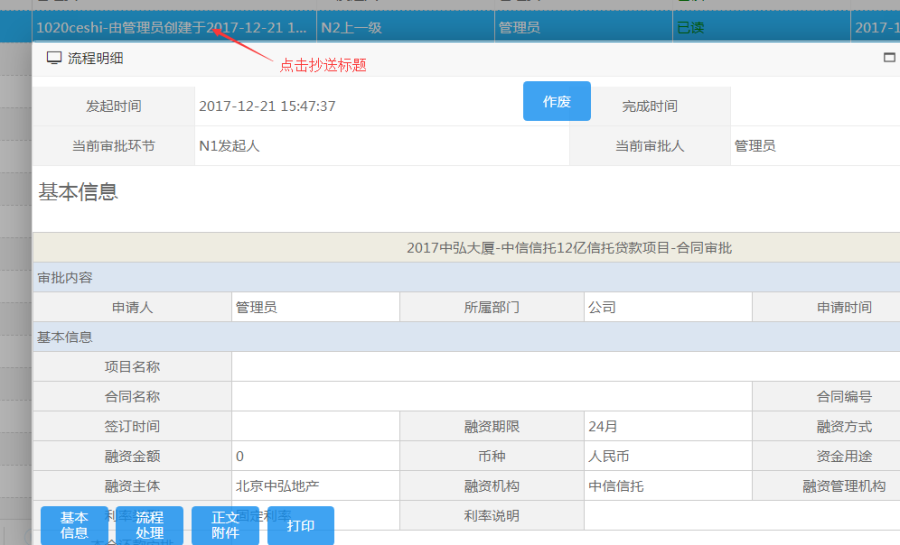 1020ceshi-由管理员创建于2017-12-21 1... N2上一级 管理员 已读 2017-1
流程明细
点击抄送标题
发起时间 2017-12-21 15:47:37 作废 完成时间
当前审批环节 N1发起人 当前审批人 管理员
基本信息
2017中弘大厦-中信信托12亿信托贷款项目-合同审批
审批内容
申请人 管理员 所属部门 公司 申请时间
基本信息
项目名称
合同名称 合同编号
签订时间 融资期限 24月 融资方式
融资金额 0 币种 人民币 资金用途
融资主体 北京中弘地产 融资机构 中信信托 融资管理机构
固定利率 利率说明
基本信息 流程处理 正文附件 打印